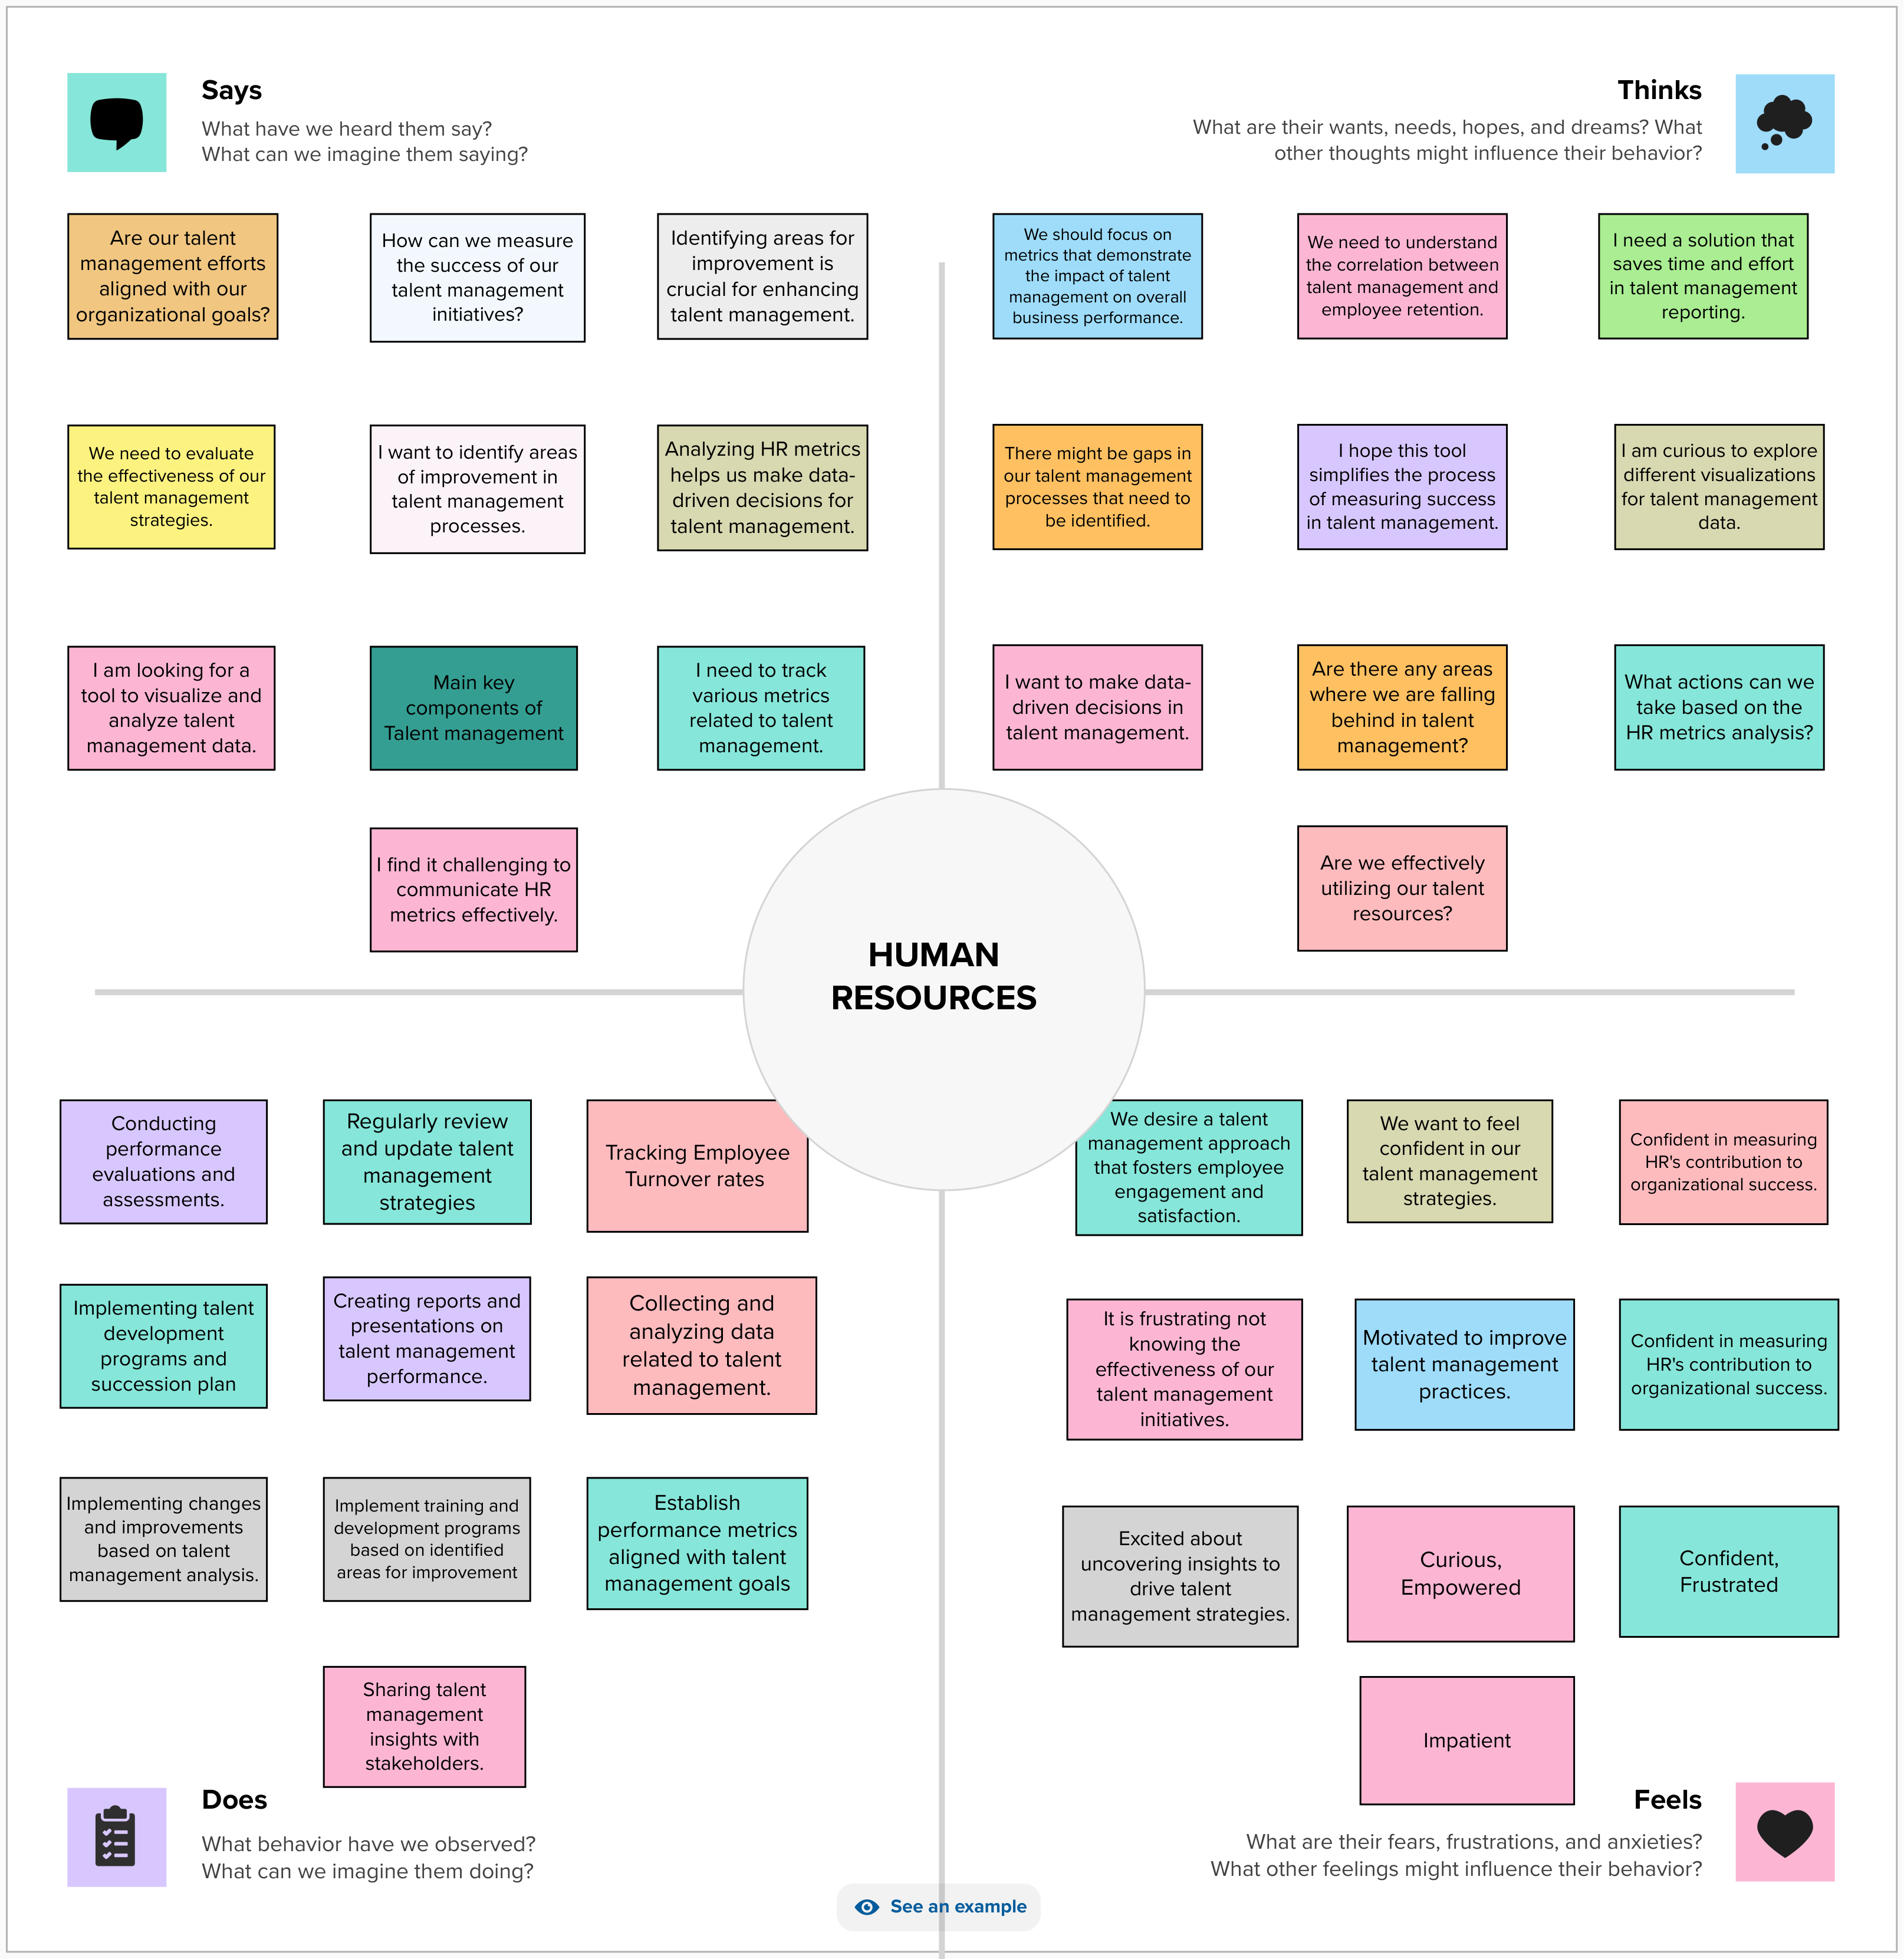 Says
What have we heard them say?
What can we imagine them saying?
Thinks
What are their wants, needs, hopes, and dreams? What
other thoughts might influence their behavior?
Are our talent
management efforts
aligned with our
organizational goals?
How can we measure
the success of our
talent management
initiatives?
Identifying areas for
improvement is
crucial for enhancing
talent management.
We should focus on
metrics that demonstrate
the impact of talent
management on overall
business performance.
We need to understand
the correlation between
talent management and
employee retention.
I need a solution that
saves time and effort
in talent management
reporting.
We need to evaluate
the effectiveness of our
talent management
strategies.
I want to identify areas
of improvement in
talent management
processes.
Analyzing HR metrics
helps us make data-
driven decisions for
talent management.
There might be gaps in
our talent management
processes that need to
be identified.
I hope this tool
simplifies the process
of measuring success
in talent management.
I am curious to explore
different visualizations
for talent management
data.
I am looking for a
tool to visualize and
analyze talent
management data.
Main key
components of
Talent management
I need to track
various metrics
related to talent
management.
I want to make data-
driven decisions in
talent management.
Are there any areas
where we are falling
behind in talent
management?
What actions can we
take based on the
HR metrics analysis?
I find it challenging to
communicate HR
metrics effectively.
Are we effectively
utilizing our talent
resources?
HUMAN
RESOURCES
Conducting
performance
evaluations and
assessments.
Regularly review
and update talent
management
strategies
Tracking Employee
Turnover rates
We desire a talent
management approach
that fosters employee
engagement and
satisfaction.
We want to feel
confident in our
talent management
strategies.
Confident in measuring
HR's contribution to
organizational success.
Implementing talent
development
programs and
succession plan
Creating reports and
presentations on
talent management
performance.
Collecting and
analyzing data
related to talent
management.
It is frustrating not
knowing the
effectiveness of our
talent management
initiatives.
Motivated to improve
talent management
practices.
Confident in measuring
HR's contribution to
organizational success.
Implementing changes
and improvements
based on talent
management analysis.
Implement training and
development programs
based on identified
areas for improvement
Establish
performance metrics
aligned with talent
management goals
Excited about
uncovering insights to
drive talent
management strategies.
Curious,
Empowered
Confident,
Frustrated
Sharing talent
management
insights with
stakeholders.
Impatient
Does
What behavior have we observed?
What can we imagine them doing?
Feels
What are their fears, frustrations, and anxieties?
What other feelings might influence their behavior?
See an example